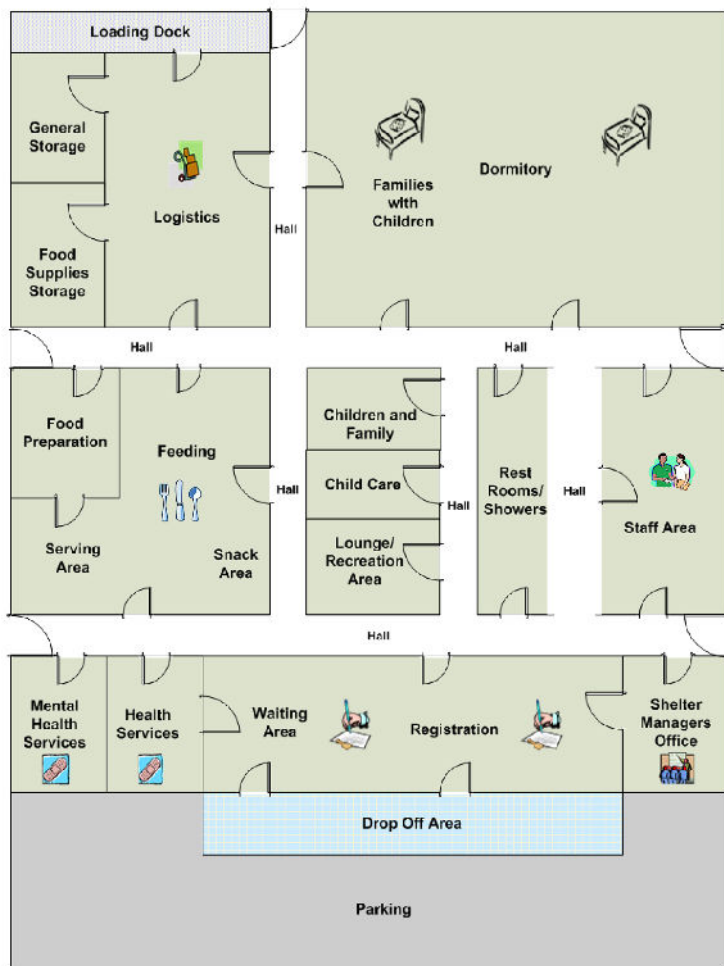 Loading Dock
General
Storage
Logistics
Food
Supplies
Storage
Hall
Families
with
Children
Dormitory
Hall
Hall
Food
Preparation
Feeding
Serving
Area
Snack
Area
Hall
Children and
Family
Child Care
Lounge/
Recreation
Area
Hall
Rest
Rooms/
Showers
Hall
Staff Area
Hall
Mental
Health
Services
Health
Services
Waiting
Area
Registration
Shelter
Managers
Office
Drop Off Area
Parking